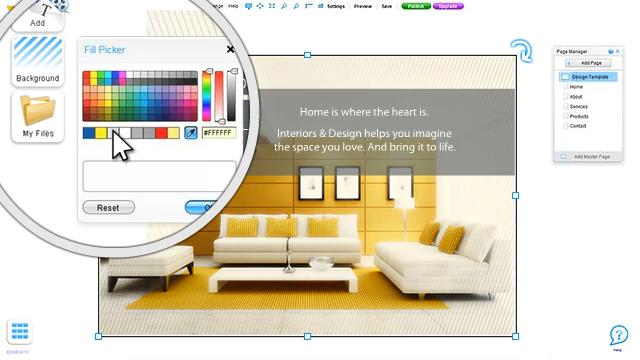 Add
Background
My Files
Fill Picker
#FFFFFF
Reset
Settings
Preview
Save
Publish
Upgrade
Home is where the heart is.
Interiors & Design helps you imagine
the space you love. And bring it to life.
Page Manager
Add Page
Design Template
Home
About
Services
Products
Contact
Add Master Page
Help